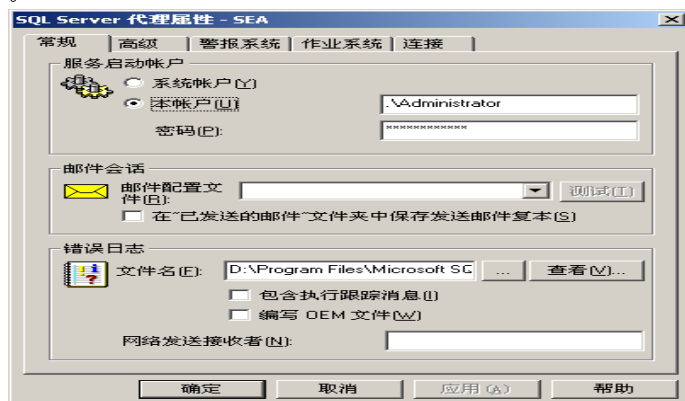 SQL Server 代理属性 - SEA
常规 高级 警报系统 作业系统 连接
服务启动帐户
系统帐户(Y)
本帐户(U) .\Administrator
密码(P): ************
邮件会话
邮件配置文
件(R): 测试(T)
在“已发送的邮件”文件夹中保存发送邮件复本(S)
错误日志
文件名(F): D:\Program Files\Microsoft SQ ... 查看(V)...
包含执行跟踪消息(I)
编写 OEM 文件(W)
网络发送接收者(N):
确定 取消 应用(A) 帮助